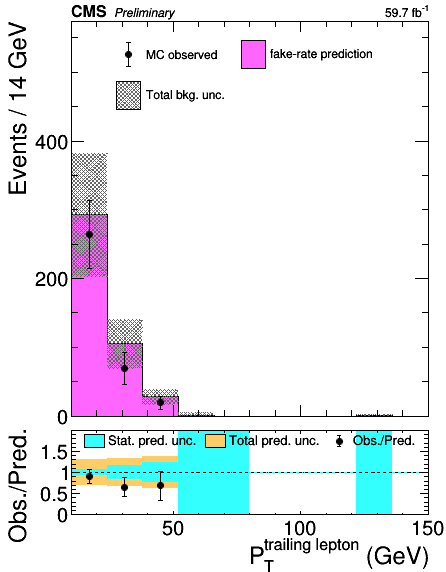 CMS Preliminary 59.7 fb-1
MC observed fake-rate prediction
Total bkg. unc.
Events / 14 GeV
400
200
0
Stat. pred. unc. Total pred. unc. Obs./Pred.
Obs./Pred.
1.5
1
0.5
0
50 100 150
P_T^trailing lepton (GeV)